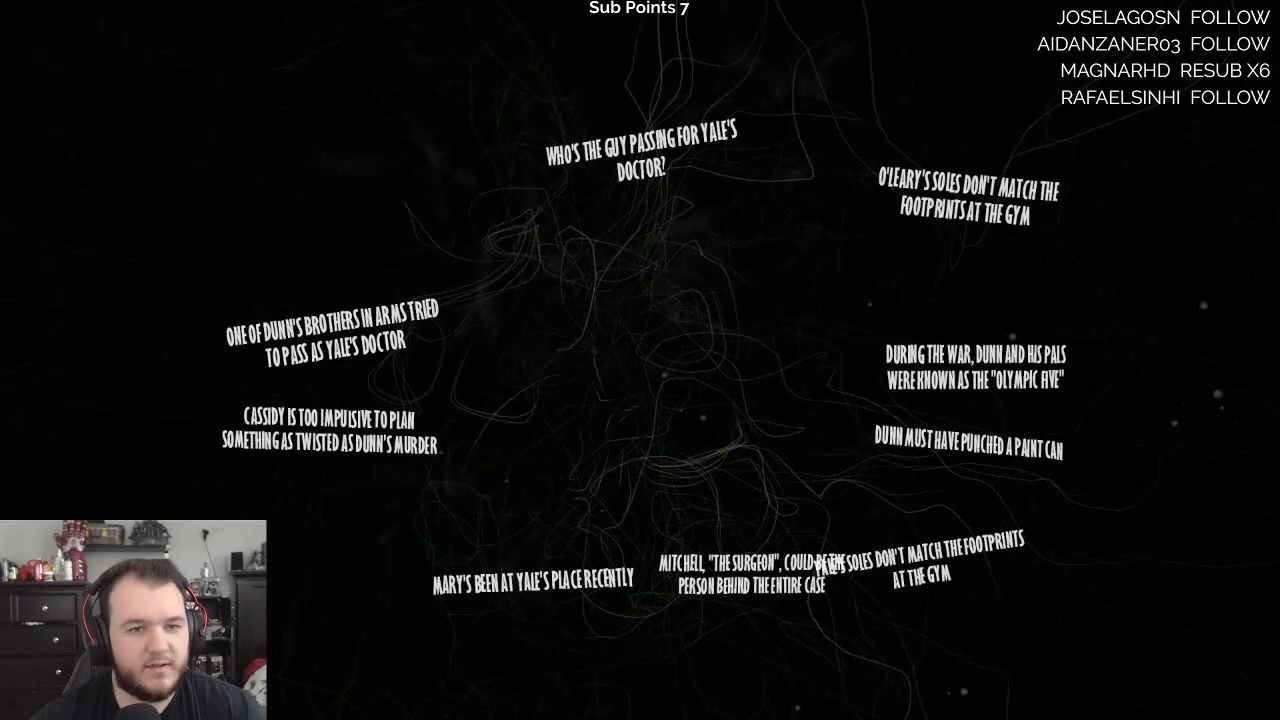 Sub Points 7
JOSELAGOSN FOLLOW
AIDANZANER03 FOLLOW
MAGNARHD RESUB X6
RAFAELSINHI FOLLOW
WHO'S THE GUY PASSING FOR YALE'S
DOCTOR?
O'LEARY'S SOLES DON'T MATCH THE
FOOTPRINTS AT THE GYM
ONE OF DUNN'S BROTHERS IN ARMS TRIED
TO PASS AS YALE'S DOCTOR
DURING THE WAR, DUNN AND HIS PALS
WERE KNOWN AS THE "OLYMPIC FIVE"
CASSIDY IS TOO IMPULSIVE TO PLAN
SOMETHING AS TWISTED AS DUNN'S MURDER
DUNN MUST HAVE PUNCHED A PAINT CAN
MARY'S BEEN AT YALE'S PLACE RECENTLY
MITCHELL, "THE SURGEON", COULD BE THE
PERSON BEHIND THE ENTIRE CASE
SOLES DON'T MATCH THE FOOTPRINTS
AT THE GYM